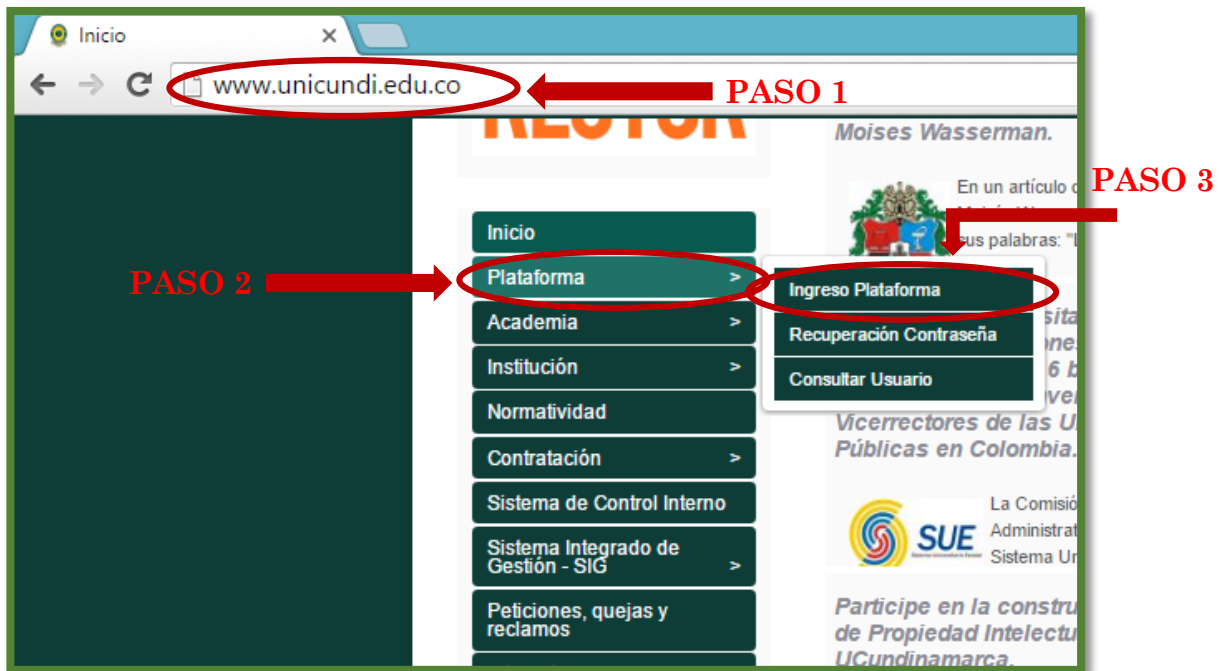 Inicio
www.unicundi.edu.co
PASO 1
RECTOR
Moises Wasserman.
En un artículo
sus palabras:
PASO 3
Inicio
PASO 2
Plataforma >
Ingreso Plataforma
Recuperación Contraseña
Consultar Usuario
Academia >
Institución >
Normatividad
Contratación >
Sistema de Control Interno
Sistema Integrado de
Gestión - SIG >
Peticiones, quejas y
reclamos
6
Vicerrectores de las
Públicas en Colombia.
SUE
La Comisió
Administrat
Sistema
Participe en la constru
de Propiedad Intelectu
UCundinamarca.